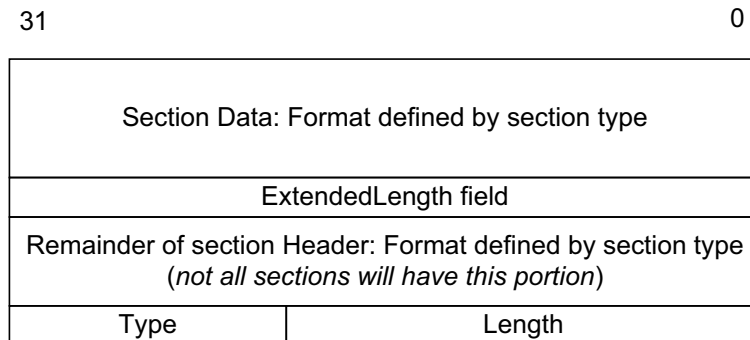 31 0
Section Data: Format defined by section type
ExtendedLength field
Remainder of section Header: Format defined by section type
(not all sections will have this portion)
Type Length